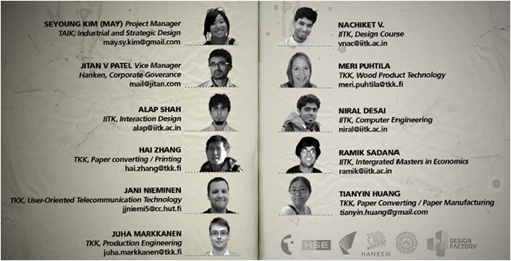 SEYOUNG KIM (MAY) Project Manager
TAIK, Industrial and Strategic Design
may.sy.kim@gmail.com
JITAN V PATEL Vice Manager
Hanken, Corporate Goverance
mail@jitan.com
ALAP SHAH
IITK, Interaction Design
alap@iitk.ac.in
HAI ZHANG
TKK, Paper converting / Printing
hai.zhang@tkk.fi
JANI NIEMINEN
TKK, User-Oriented Telecommunication Technology
jjniemi5@cc.hut.fi
JUHA MARKKANEN
TKK, Production Engineering
juha.markkanen@tkk.fi
NACHIKET V.
IITK, Design Course
vnac@iitk.ac.in
MERI PUHTILA
TKK, Wood Product Technology
meri.puhtila@tkk.fi
NIRAL DESAI
IITK, Computer Engineering
niral@iitk.ac.in
RAMIK SADANA
IITK, Intergrated Masters in Economics
ramik@iitk.ac.in
TIANYIN HUANG
TKK, Paper Converting / Paper Manufacturing
tianyin.huang@gmail.com
HSE
HANKEN
DESIGN
FACTORY